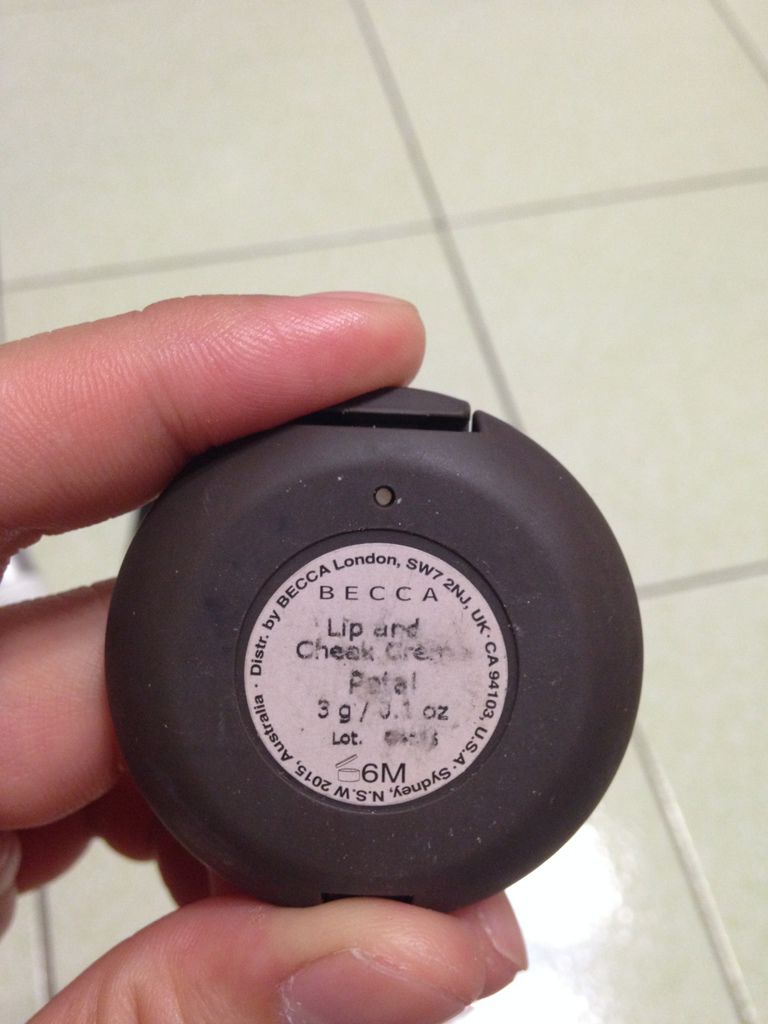 BECCA
Lip and
Cheek Creme
Petal
3 g / 0.1 oz
Lot.
6M
Distr. by BECCA London, SW7 2NJ, UK· CA 94103, U.S.A· Sydney, N.S.W 2015, Australia ·